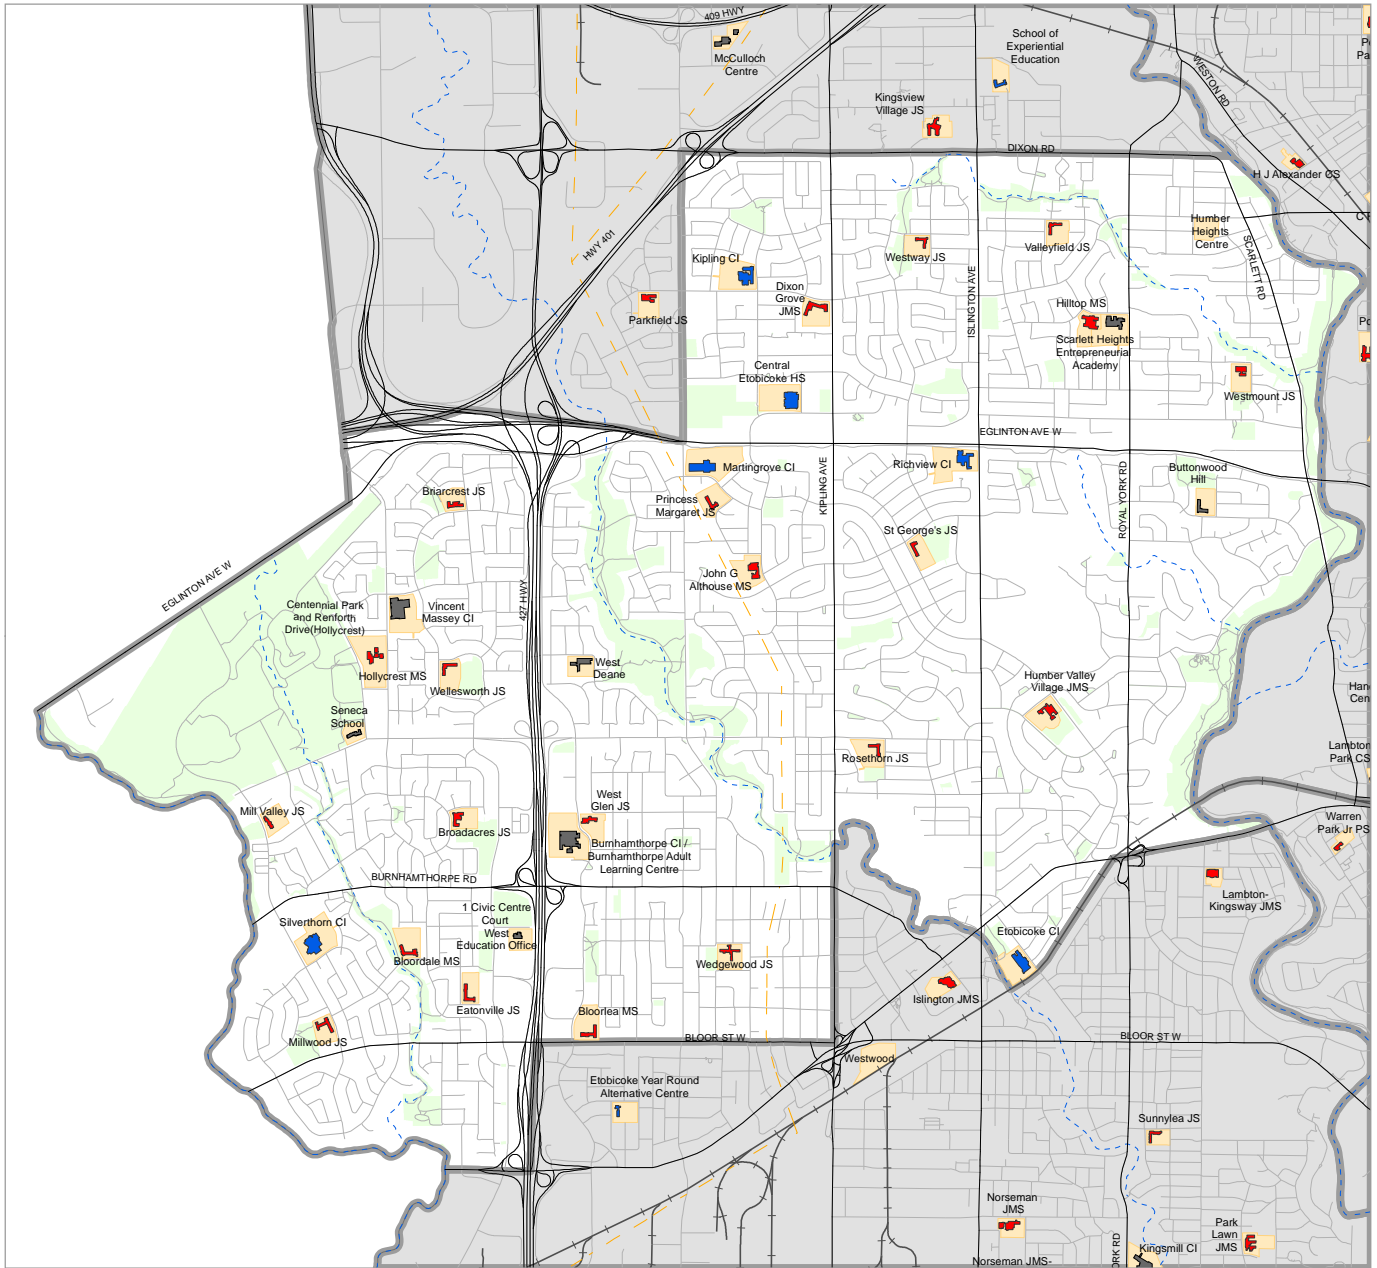 409 HWY
McCulloch
Centre
School of
Experiential
Education
Kingsview
Village JS
WESTON RD
DIXON RD
H J Alexander CS
HWY 401
Kipling CI
Dixon
Grove
JMS
Parkfield JS
Westway JS
ISLINGTON AVE
Valleyfield JS
Humber
Heights
Centre
SCARLETT RD
Hilltop MS
Scarlett Heights
Entrepreneurial
Academy
Central
Etobicoke HS
Westmount JS
EGLINTON AVE W
Martingrove CI
Richview CI
KIPLING AVE
ROYAL YORK RD
Buttonwood
Hill
Briarcrest JS
Princess
Margaret JS
St George's JS
John G
Althouse MS
EGLINTON AVE W
427 HWY
Centennial Park
and Renforth
Drive(Hollycrest)
Vincent
Massey CI
Hollycrest MS
Wellesworth JS
West
Deane
Seneca
School
Humber Valley
Village JMS
Rosethorn JS
Mill Valley JS
Broadacres JS
West
Glen JS
Burnhamthorpe CI /
Burnhamthorpe Adult
Learning Centre
Lambton
Park CS
Warren
Park Jr PS
BURNHAMTHORPE RD
Lambton-
Kingsway JMS
Silverthorn CI
1 Civic Centre
Court
West
Education Office
Bloordale MS
Wedgewood JS
Etobicoke CI
Eatonville JS
Bloorlea MS
Islington JMS
Millwood JS
BLOOR ST W
BLOOR ST W
Westwood
Etobicoke Year Round
Alternative Centre
Sunnylea JS
Norseman
JMS
Park
Lawn
JMS
Kingsmill CI
Norseman JMS-